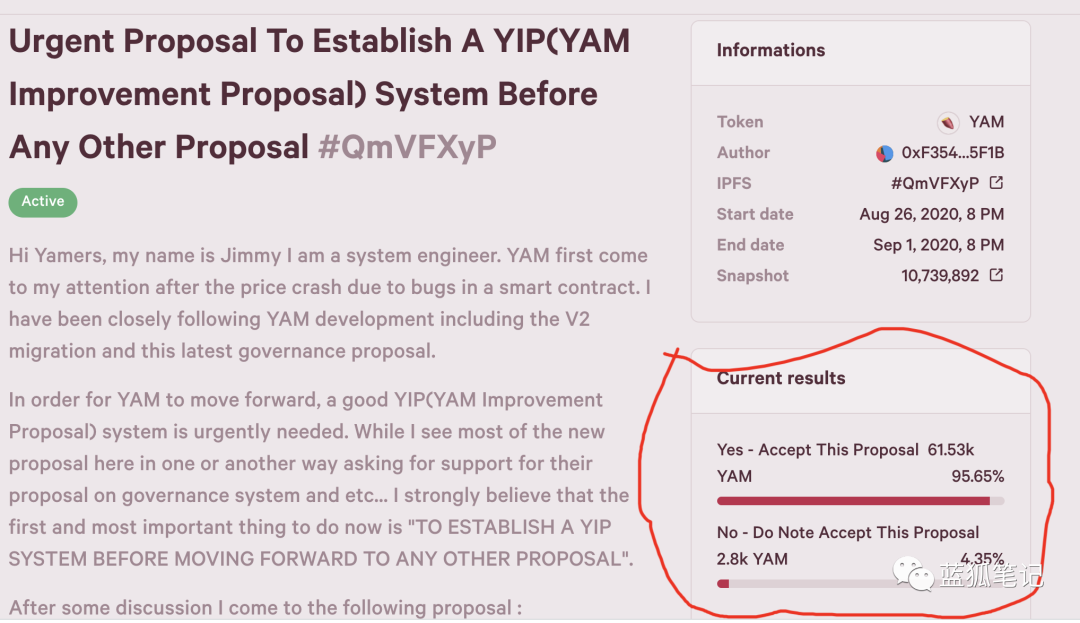 Urgent Proposal To Establish A YIP(YAM
Improvement Proposal) System Before
Any Other Proposal #QmVFXyP
Active
Hi Yamers, my name is Jimmy I am a system engineer. YAM first come
to my attention after the price crash due to bugs in a smart contract. I
have been closely following YAM development including the V2
migration and this latest governance proposal.
In order for YAM to move forward, a good YIP(YAM Improvement
Proposal) system is urgently needed. While I see most of the new
proposal here in one or another way asking for support for their
proposal on governance system and etc... I strongly believe that the
first and most important thing to do now is "TO ESTABLISH A YIP
SYSTEM BEFORE MOVING FORWARD TO ANY OTHER PROPOSAL".
After some discussion I come to the following proposal :
Informations
Token YAM
Author 0xF354...5F1B
IPFS #QmVFXyP
Start date Aug 26, 2020, 8 PM
End date Sep 1, 2020, 8 PM
Snapshot 10,739,892
Current results
Yes - Accept This Proposal 61.53k
YAM 95.65%
No - Do Note Accept This Proposal
2.8k YAM 4.35%
蓝狐笔记